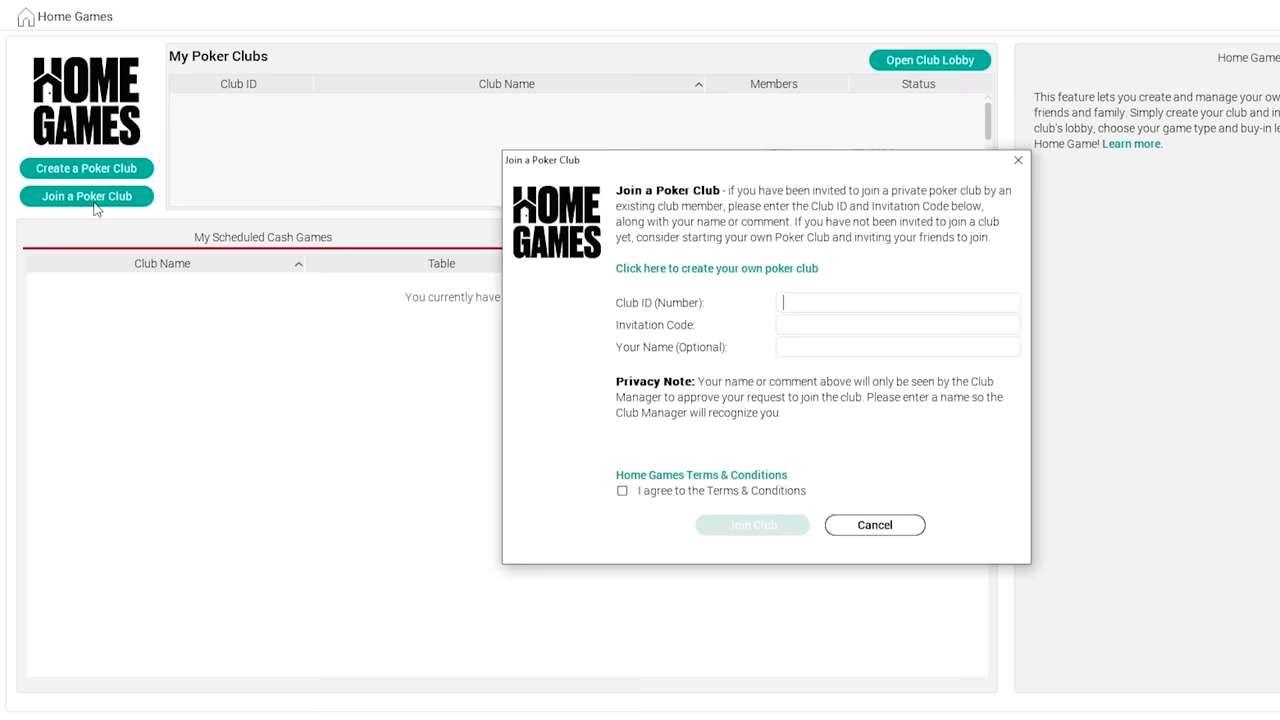 Home Games
HOME
GAMES
Create a Poker Club
Join a Poker Club
My Poker Clubs
Open Club Lobby
Club ID Club Name Members Status
My Scheduled Cash Games
Club Name Table
You currently have
Join a Poker Club
HOME
GAMES
Join a Poker Club - if you have been invited to join a private poker club by an
existing club member, please enter the Club ID and Invitation Code below,
along with your name or comment. If you have not been invited to join a club
yet, consider starting your own Poker Club and inviting your friends to join.
Click here to create your own poker club
Club ID (Number):
Invitation Code:
Your Name (Optional):
Privacy Note: Your name or comment above will only be seen by the Club
Manager to approve your request to join the club. Please enter a name so the
Club Manager will recognize you.
Home Games Terms & Conditions
I agree to the Terms & Conditions
Join Club
Cancel
Home Game
This feature lets you create and manage your ow
friends and family. Simply create your club and in
club's lobby, choose your game type and buy-in le
Home Game! Learn more.